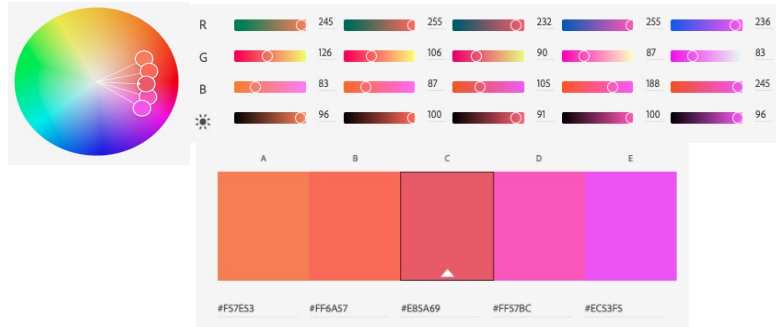 R 245 255 232 255 236
G 126 106 90 87 83
B 83 87 105 188 245
96 100 91 100 96
A B C D E
#F57E53 #FF6A57 #E85A69 #FF57BC #EC53F5